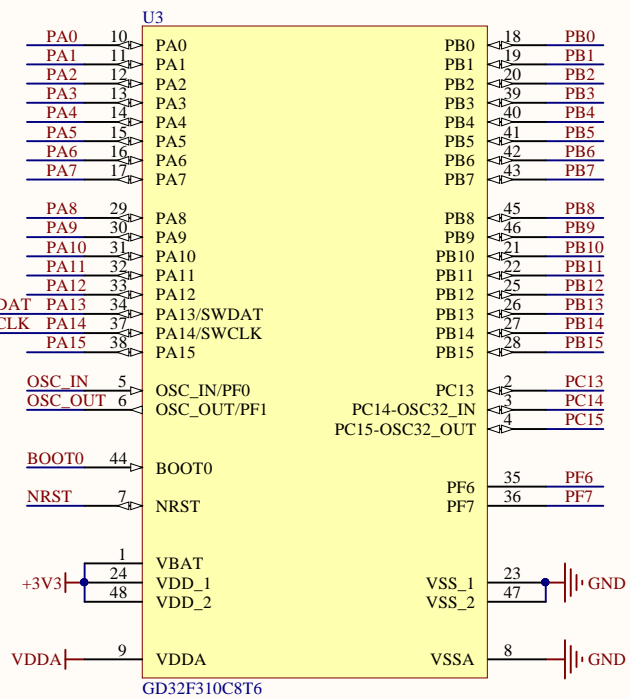 U3
PA0 10 PA0 PB0 18 PB0
PA1 11 PA1 PB1 19 PB1
PA2 12 PA2 PB2 20 PB2
PA3 13 PA3 PB3 39 PB3
PA4 14 PA4 PB4 40 PB4
PA5 15 PA5 PB5 41 PB5
PA6 16 PA6 PB6 42 PB6
PA7 17 PA7 PB7 43 PB7
PA8 29 PA8 PB8 45 PB8
PA9 30 PA9 PB9 46 PB9
PA10 31 PA10 PB10 21 PB10
PA11 32 PA11 PB11 22 PB11
PA12 33 PA12 PB12 25 PB12
DAT PA13 34 PA13/SWDAT PB13 26 PB13
CLK PA14 37 PA14/SWCLK PB14 27 PB14
PA15 38 PA15 PB15 28 PB15
OSC_IN 5 OSC_IN/PF0 PC13 2 PC13
OSC_OUT 6 OSC_OUT/PF1 PC14-OSC32_IN 3 PC14
PC15-OSC32_OUT 4 PC15
BOOT0 44 BOOT0
PF6 35 PF6
NRST 7 NRST PF7 36 PF7
1 VBAT
+3V3 24 VDD_1 VSS_1 23 GND
48 VDD_2 VSS_2 47
VDDA 9 VDDA VSSA 8 GND
GD32F310C8T6